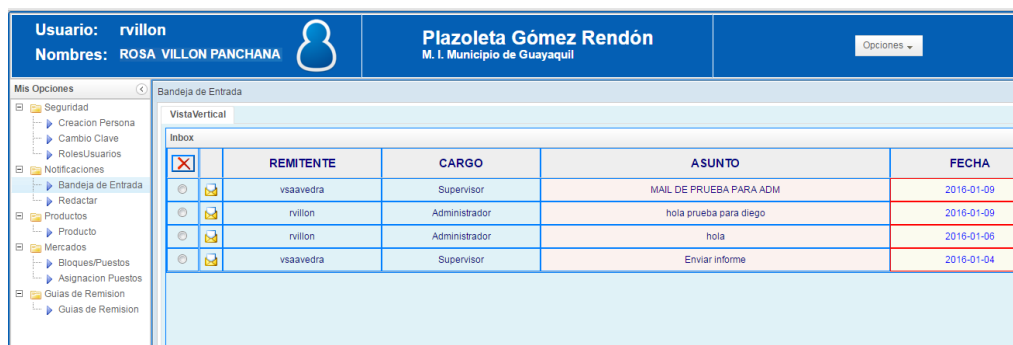 Usuario: rvillon
Nombres: ROSA VILLON PANCHANA
Plazoleta Gómez Rendón
M. I. Municipio de Guayaquil
Opciones
Mis Opciones
Seguridad
Creacion Persona
Cambio Clave
RolesUsuarios
Notificaciones
Bandeja de Entrada
Redactar
Productos
Producto
Mercados
Bloques/Puestos
Asignacion Puestos
Guias de Remision
Guias de Remision
Bandeja de Entrada
VistaVertical
Inbox
REMITENTE CARGO ASUNTO FECHA
vsaavedra Supervisor MAIL DE PRUEBA PARA ADM 2016-01-09
rvillon Administrador hola prueba para diego 2016-01-09
rvillon Administrador hola 2016-01-06
vsaavedra Supervisor Enviar informe 2016-01-04